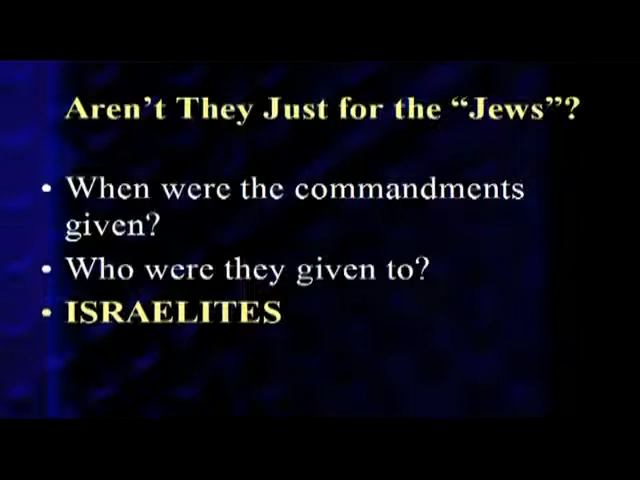 Aren’t They Just for the “Jews”?
• When were the commandments
given?
• Who were they given to?
• ISRAELITES